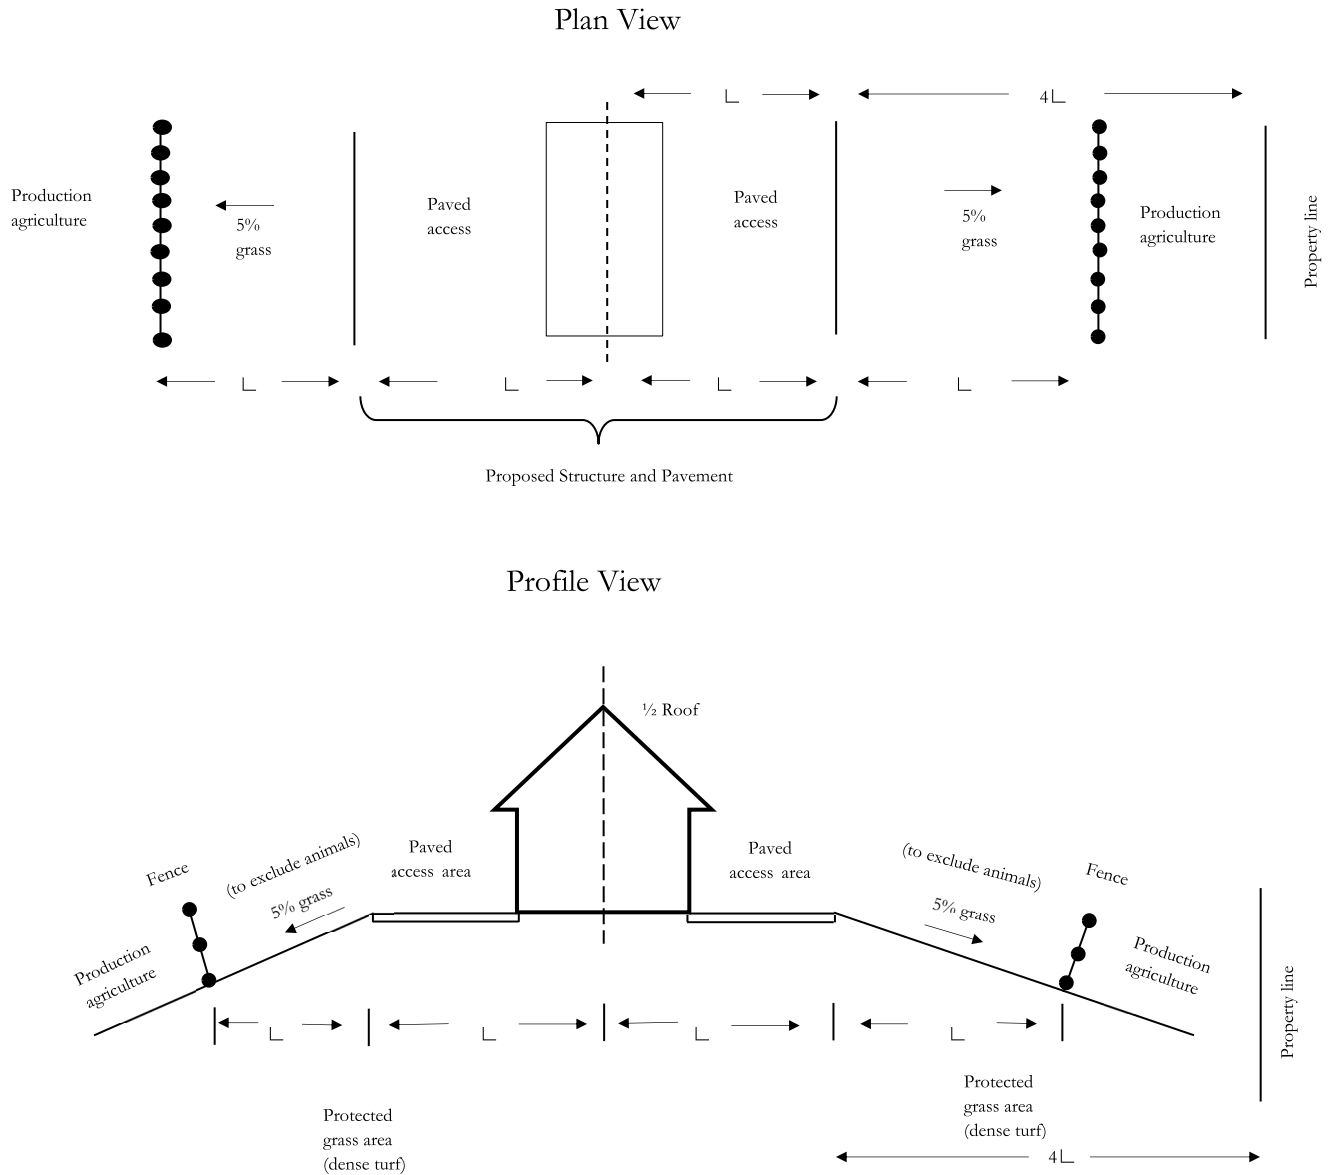 Plan View
L
4L
Production
agriculture
5%
grass
Paved
access
Paved
access
5%
grass
Production
agriculture
Property line
L
L
L
L
Proposed Structure and Pavement
Profile View
½ Roof
Fence
(to exclude animals)
5% grass
Production
agriculture
Paved
access area
Paved
access area
(to exclude animals)
5% grass
Fence
Production
agriculture
Property line
L
L
L
L
Protected
grass area
(dense turf)
Protected
grass area
(dense turf)
4L